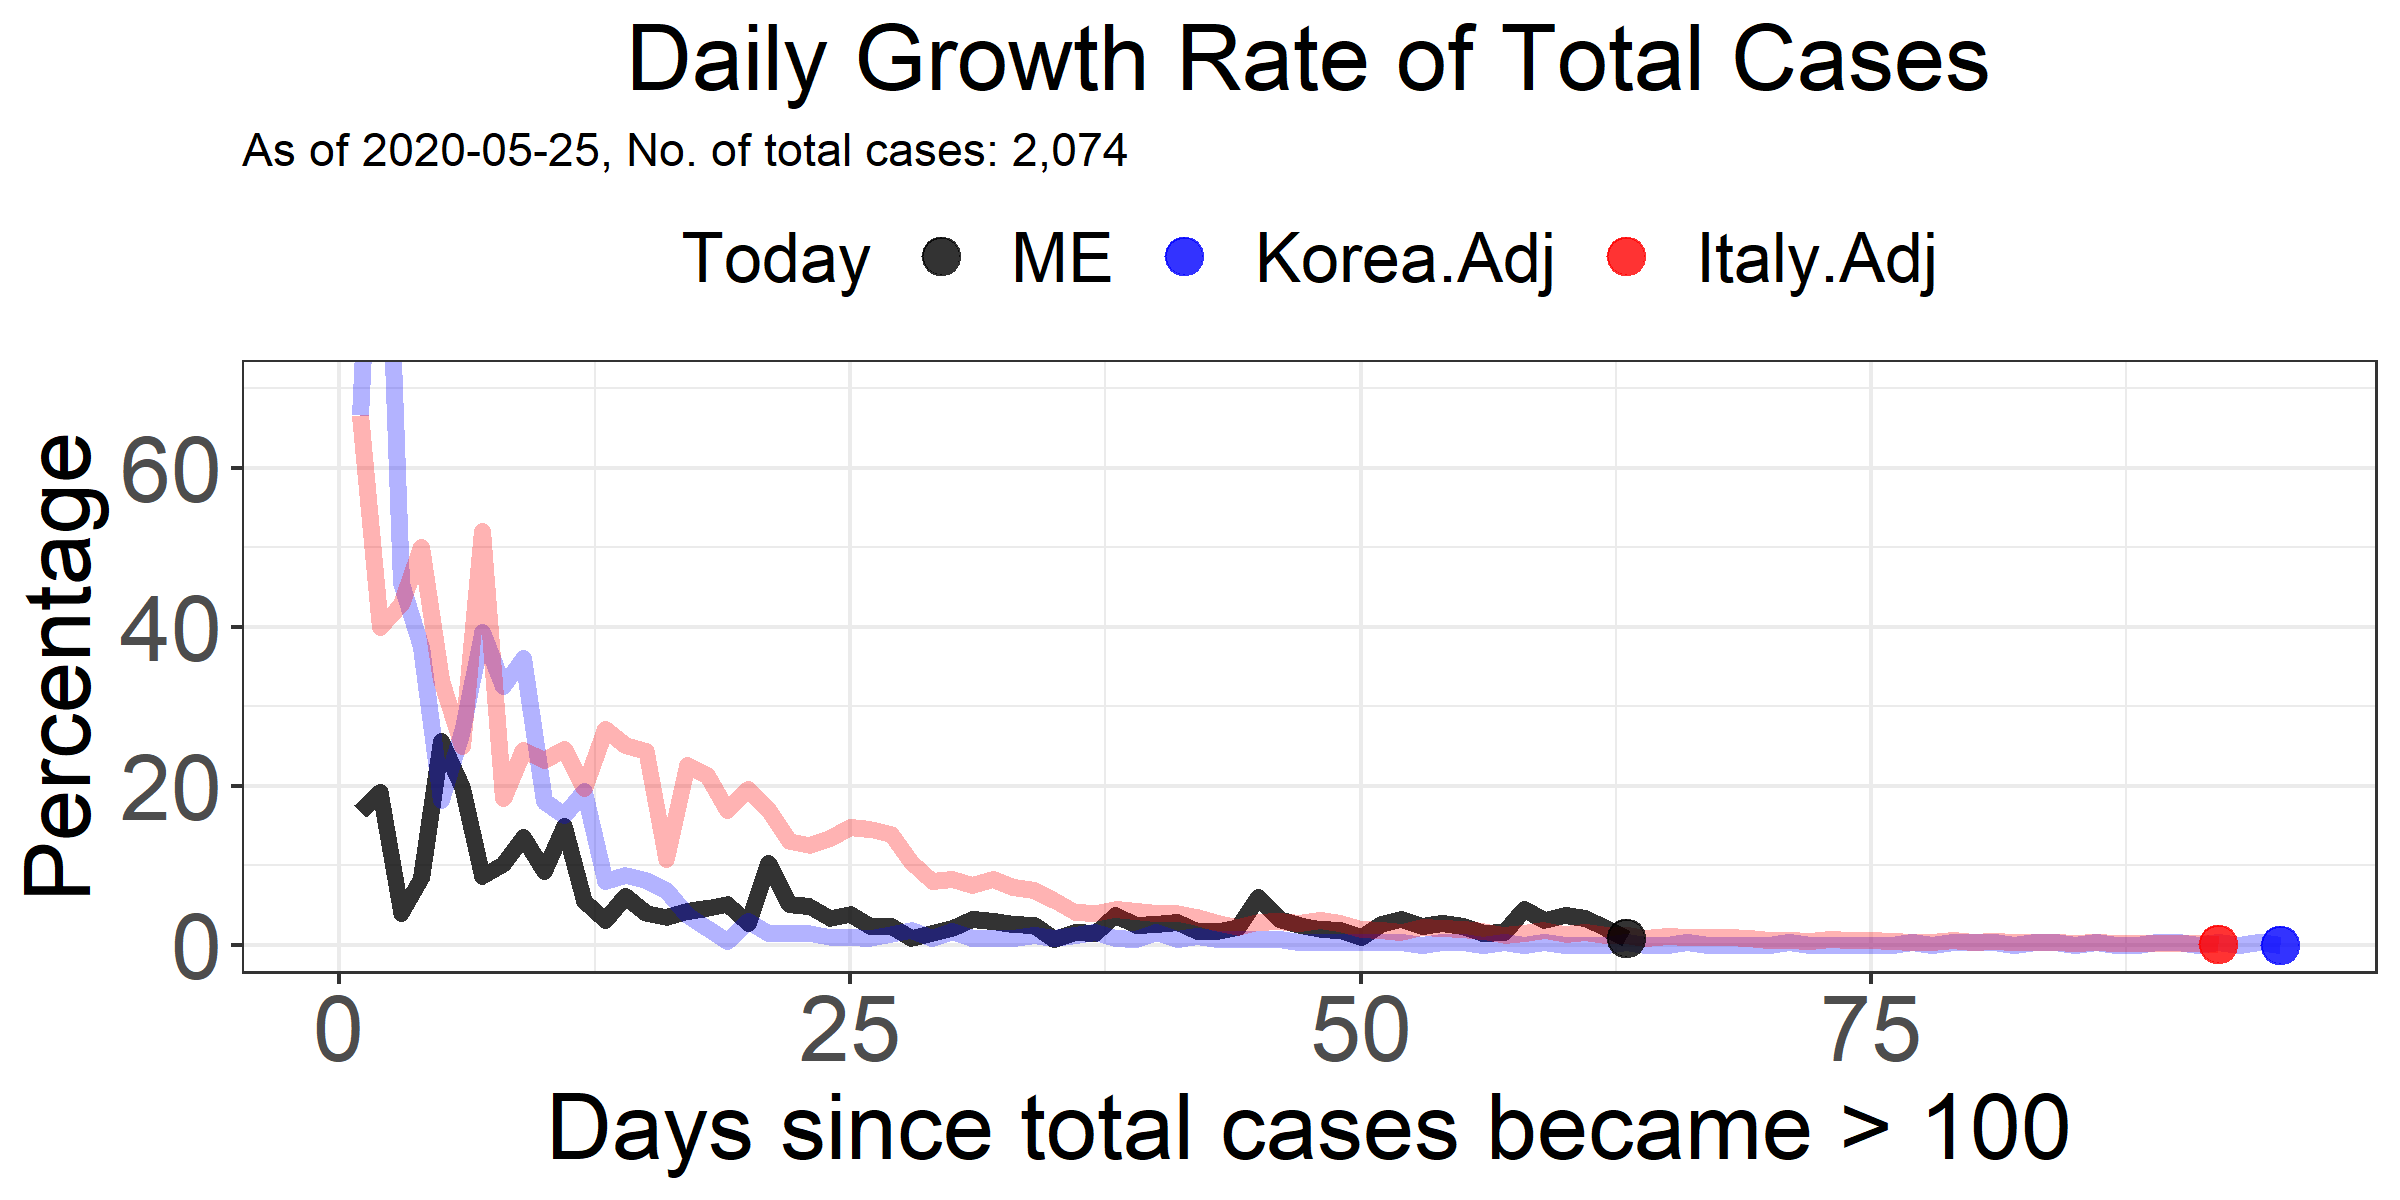 Daily Growth Rate of Total Cases
As of 2020-05-25, No. of total cases: 2,074
Today ME Korea.Adj Italy.Adj
Percentage
60
40
20
0
0 25 50 75
Days since total cases became > 100